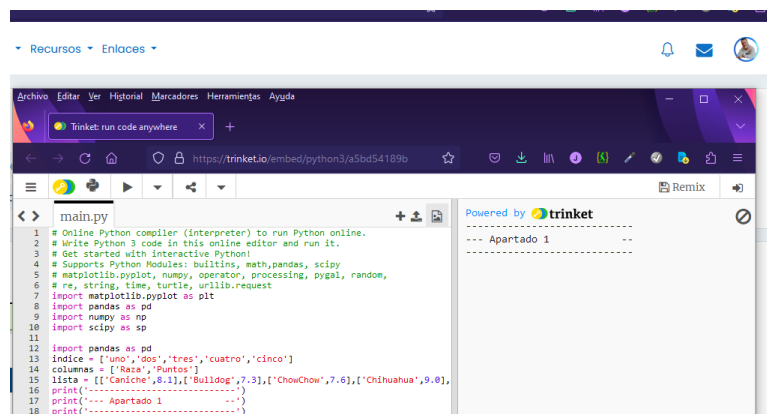 Recursos Enlaces
Archivo Editar Ver Historial Marcadores Herramientas Ayuda
Trinket: run code anywhere
https://trinket.io/embed/python3/a5bd54189b
Remix
main.py
Powered by trinket
------------------------------
--- Apartado 1 --
------------------------------
1 # Online Python compiler (interpreter) to run Python online.
2 # Write Python 3 code in this online editor and run it.
3 # Get started with interactive Python!
4 # Supports Python Modules: builtins, math,pandas, scipy
5 # matplotlib.pyplot, numpy, operator, processing, pygal, random,
6 # re, string, time, turtle, urllib.request
7 import matplotlib.pyplot as plt
8 import pandas as pd
9 import numpy as np
10 import scipy as sp
11
12 import pandas as pd
13 indice = ['uno','dos','tres','cuatro','cinco']
14 columnas = ['Raza','Puntos']
15 lista = [['Caniche',8.1],['Bulldog',7.3],['ChowChow',7.6],['Chihuahua',9.0],
16 print('------------------------------')
17 print('--- Apartado 1 --')
18 print('------------------------------')